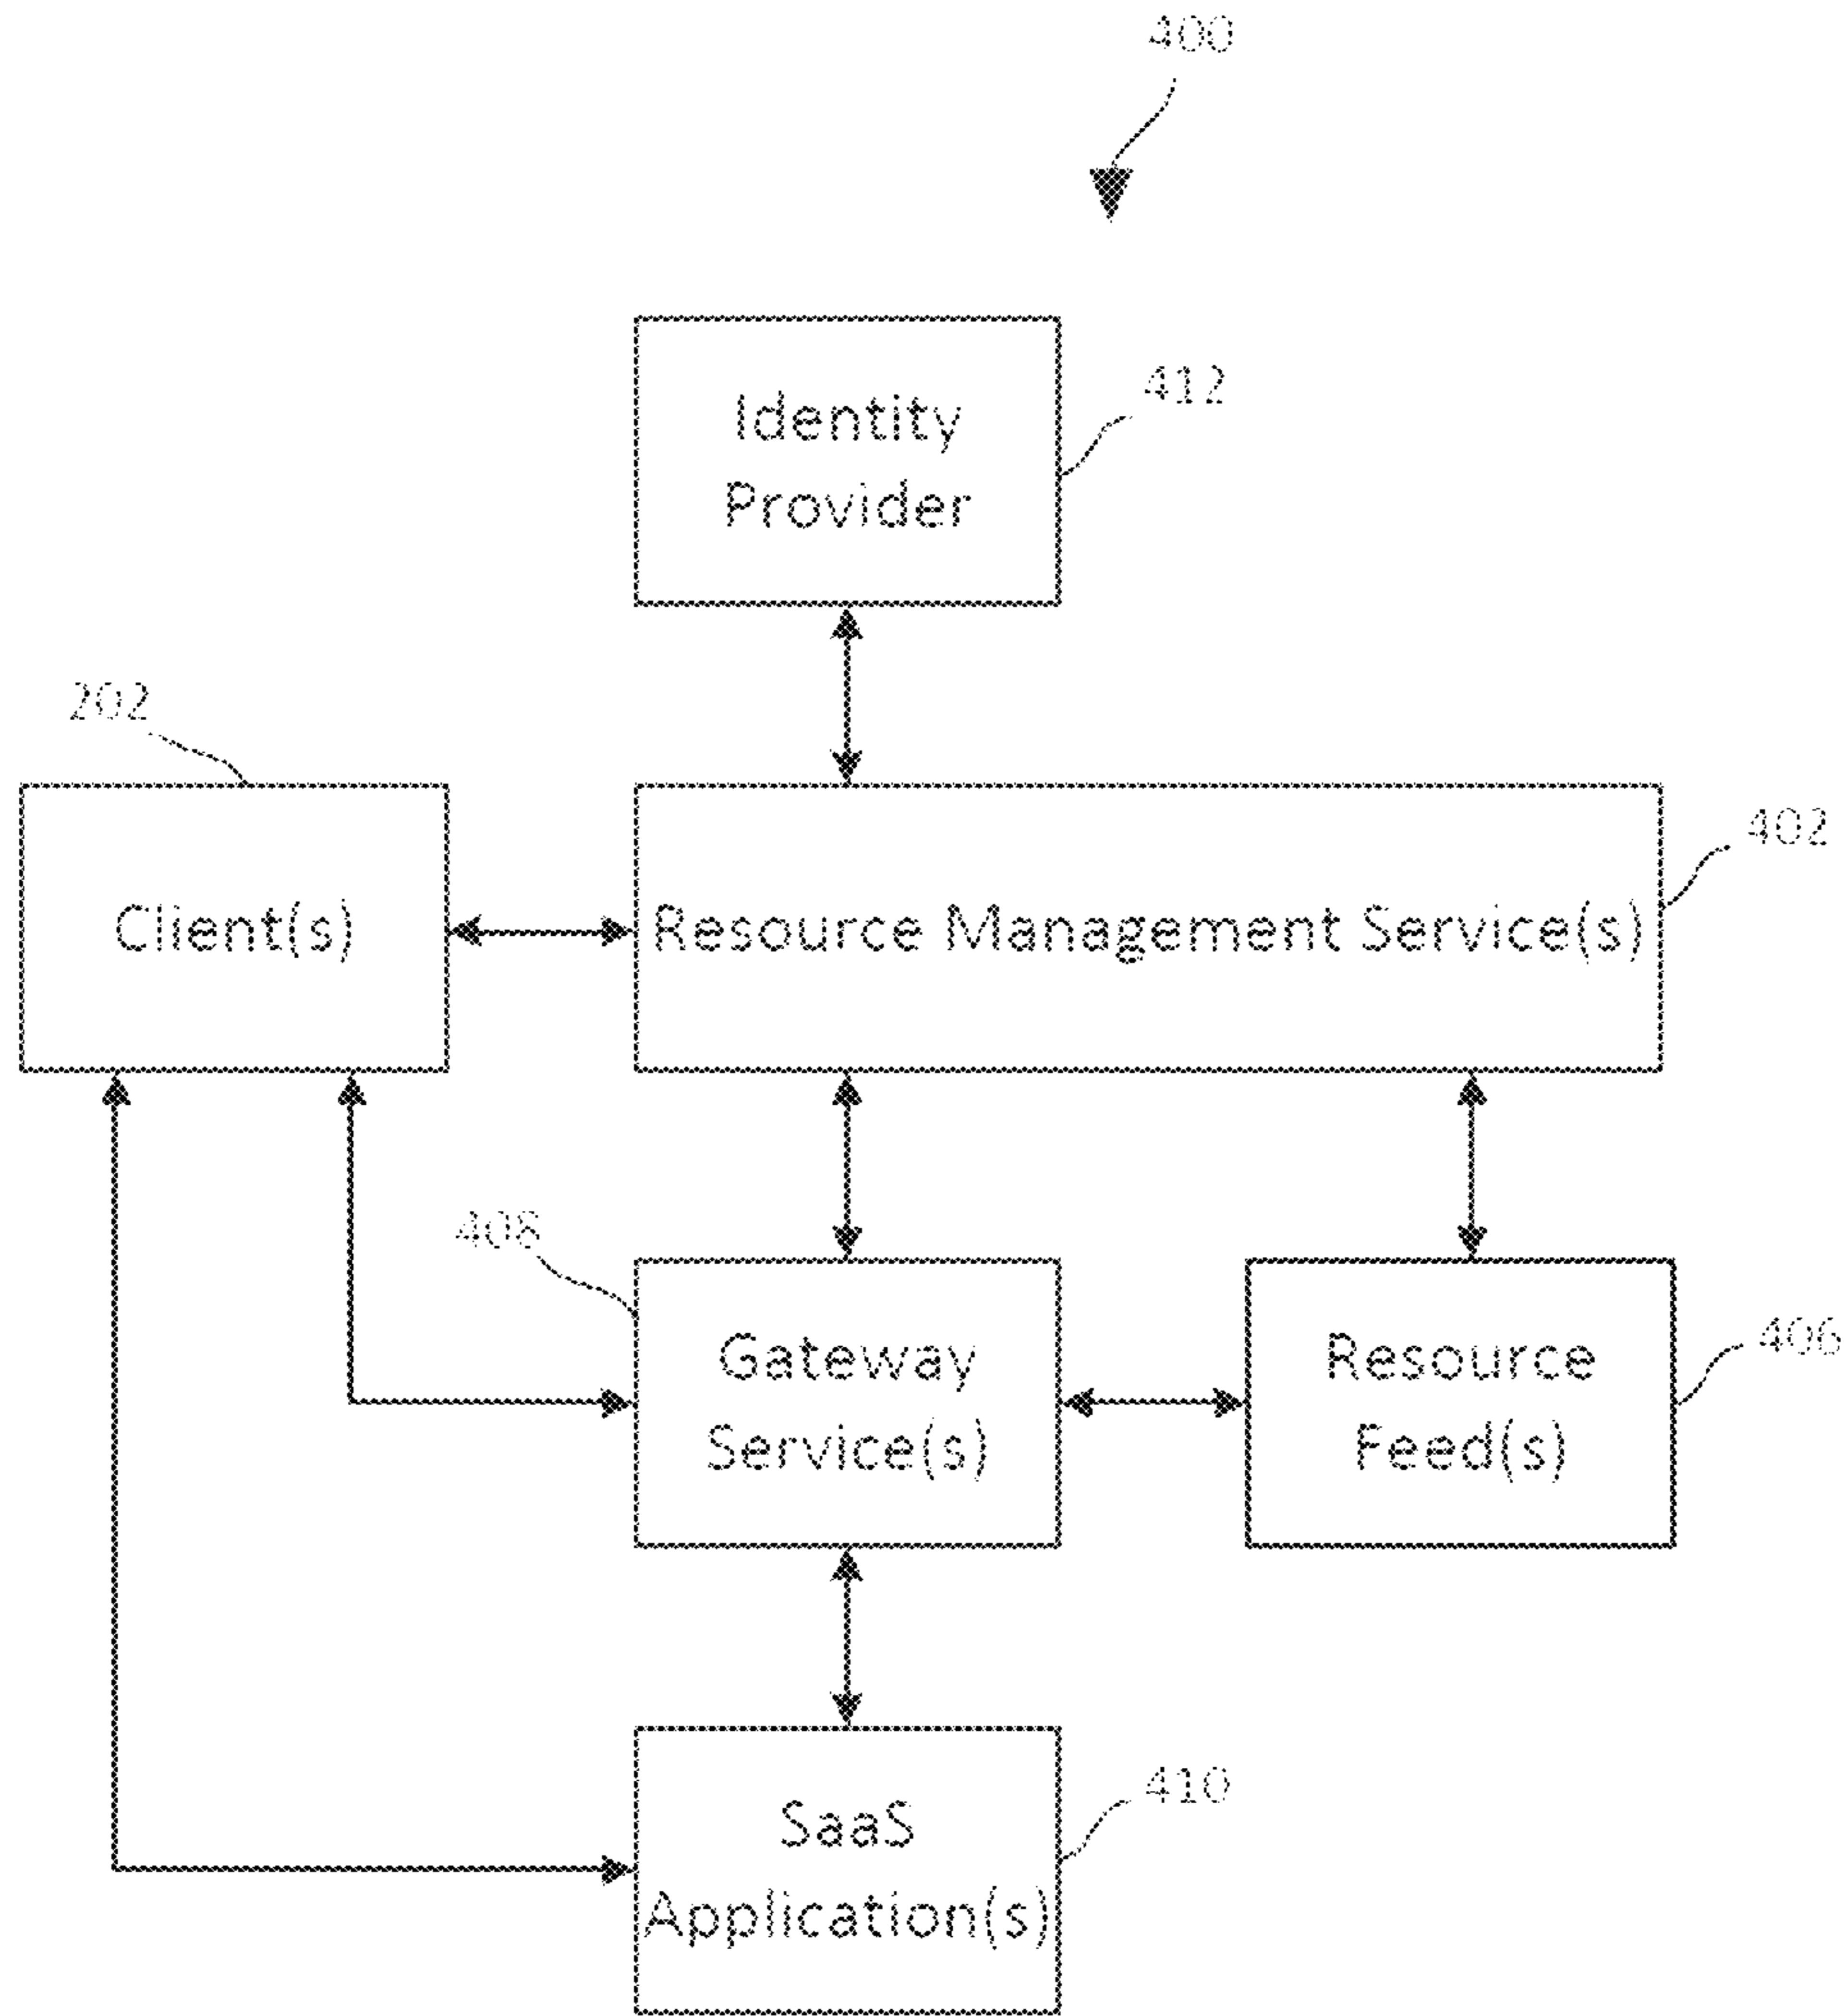 400
Identity
Provider
412
202
Client(s)
Resource Management Service(s)
402
408
Gateway
Service(s)
Resource
Feed(s)
406
SaaS
Application(s)
410